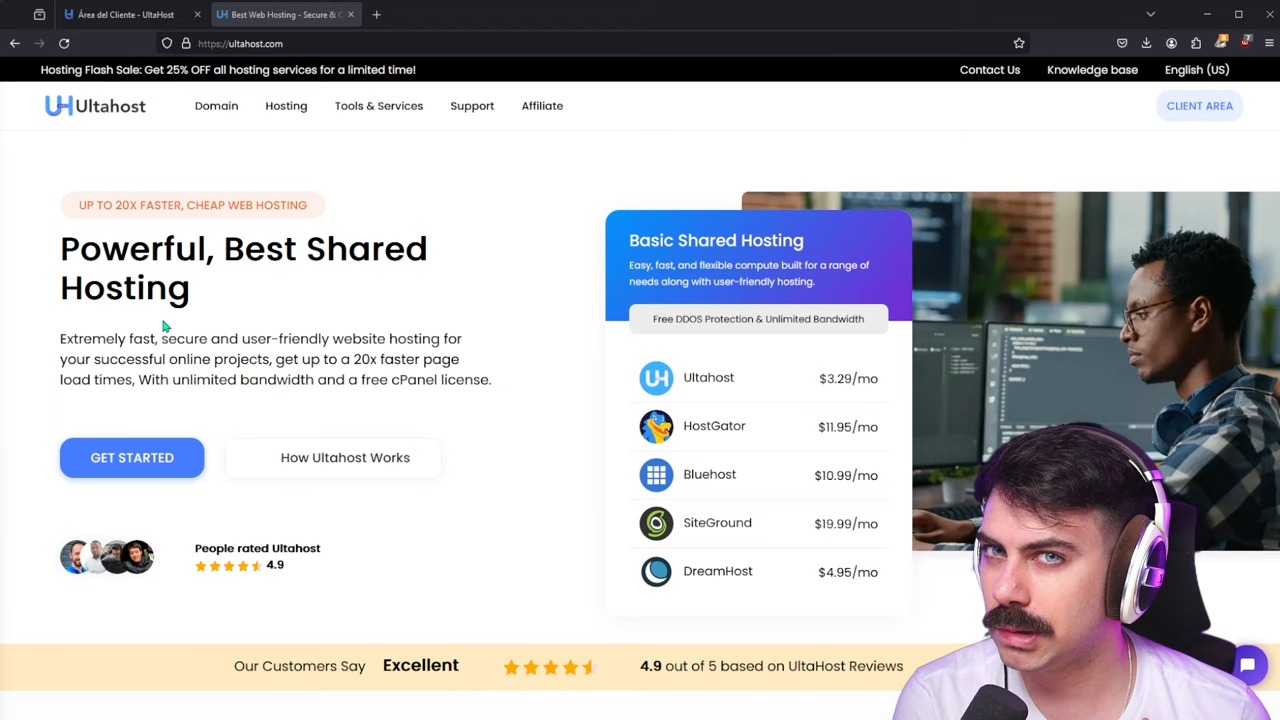 Área del Cliente - UltaHost
Best Web Hosting - Secure & C
https://ultahost.com
Hosting Flash Sale: Get 25% OFF all hosting services for a limited time!
Contact Us
Knowledge base
English (US)
Ultahost
Domain
Hosting
Tools & Services
Support
Affiliate
CLIENT AREA
UP TO 20X FASTER, CHEAP WEB HOSTING
Powerful, Best Shared
Hosting
Extremely fast, secure and user-friendly website hosting for
your successful online projects, get up to a 20x faster page
load times, With unlimited bandwidth and a free cPanel license.
GET STARTED
How Ultahost Works
People rated Ultahost
4.9
Basic Shared Hosting
Easy, fast, and flexible compute built for a range of
needs along with user-friendly hosting.
Free DDOS Protection & Unlimited Bandwidth
Ultahost $3.29/mo
HostGator $11.95/mo
Bluehost $10.99/mo
SiteGround $19.99/mo
DreamHost $4.95/mo
Our Customers Say Excellent 4.9 out of 5 based on UltaHost Reviews